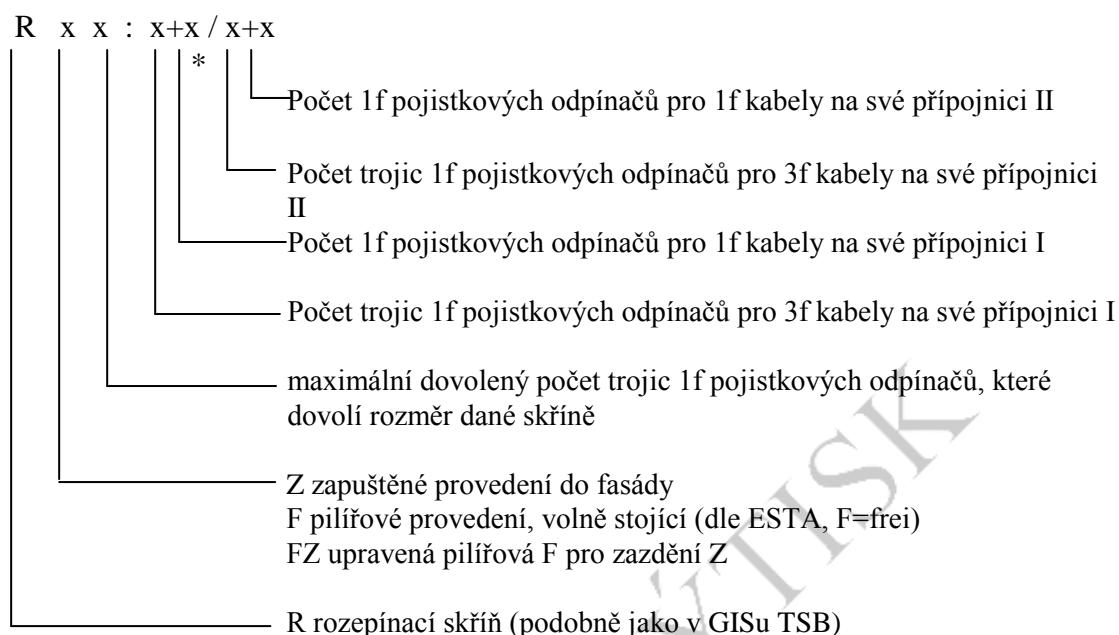 R x x : x+x / x+x
*
Počet 1f pojistkových odpínačů pro 1f kabely na své přípojnici II
Počet trojic 1f pojistkových odpínačů pro 3f kabely na své přípojnici
II
Počet 1f pojistkových odpínačů pro 1f kabely na své přípojnici I
Počet trojic 1f pojistkových odpínačů pro 3f kabely na své přípojnici I
maximální dovolený počet trojic 1f pojistkových odpínačů, které
dovolí rozměr dané skříně
Z zapuštěné provedení do fasády
F pilířové provedení, volně stojící (dle ESTA, F=frei)
FZ upravená pilířová F pro zazdění Z
R rozepínací skříň (podobně jako v GISu TSB)
VÝTISK